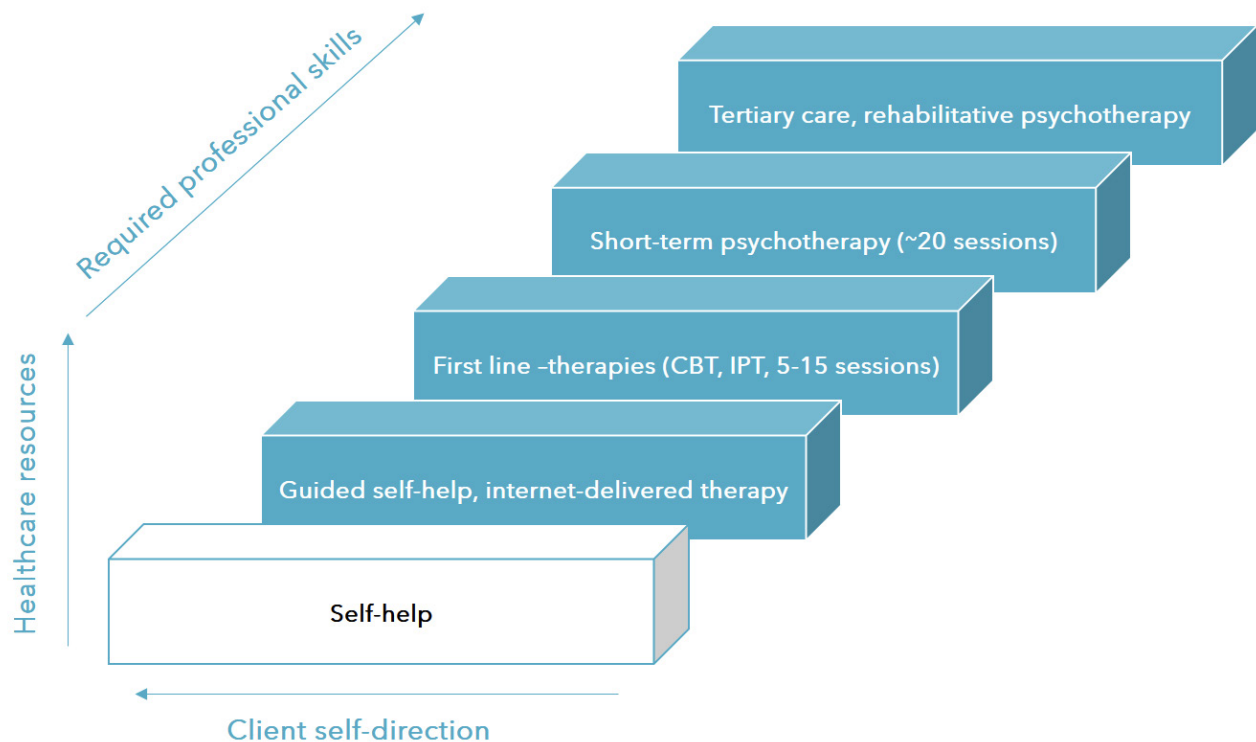 Required professional skills
Healthcare resources
Tertiary care, rehabilitative psychotherapy
Short-term psychotherapy (~20 sessions)
First line –therapies (CBT, IPT, 5-15 sessions)
Guided self-help, internet-delivered therapy
Self-help
Client self-direction